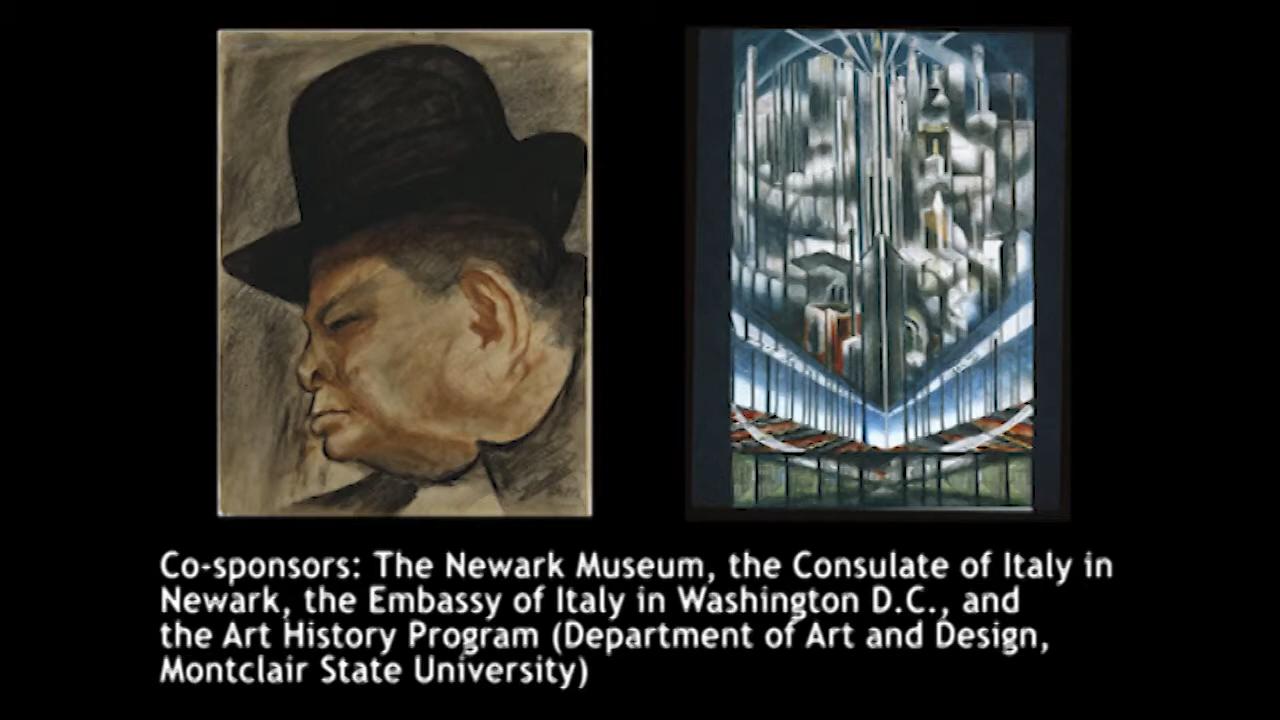 Co-sponsors: The Newark Museum, the Consulate of Italy in
Newark, the Embassy of Italy in Washington D.C., and
the Art History Program (Department of Art and Design,
Montclair State University)